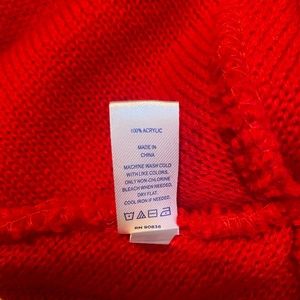 100% ACRYLIC
MADE IN
CHINA
MACHINE WASH COLD
WITH LIKE COLORS,
ONLY NON-CHLORINE
BLEACH WHEN NEEDED,
DRY FLAT,
COOL IRON IF NEEDED.
RN 90836